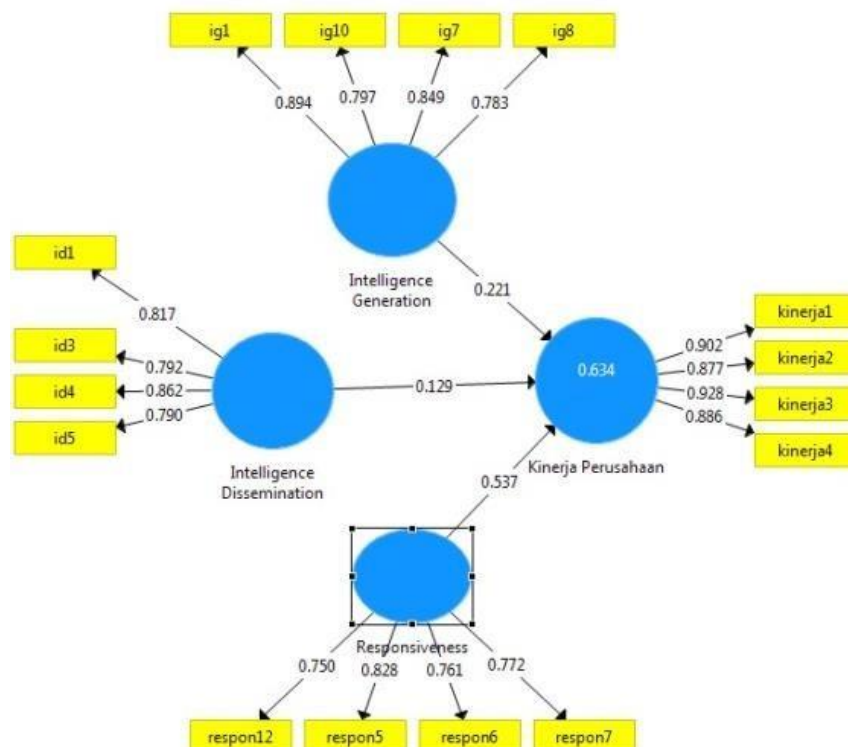 ig1
ig10
ig7
ig8
0.894
0.797
0.849
0.783
Intelligence
Generation
id1
id3
id4
id5
0.817
0.792
0.862
0.790
Intelligence
Dissemination
0.221
0.129
0.537
0.634
Kinerja Perusahaan
0.902
0.877
0.928
0.886
kinerja1
kinerja2
kinerja3
kinerja4
Responsiveness
0.750
0.828
0.761
0.772
respon12
respon5
respon6
respon7